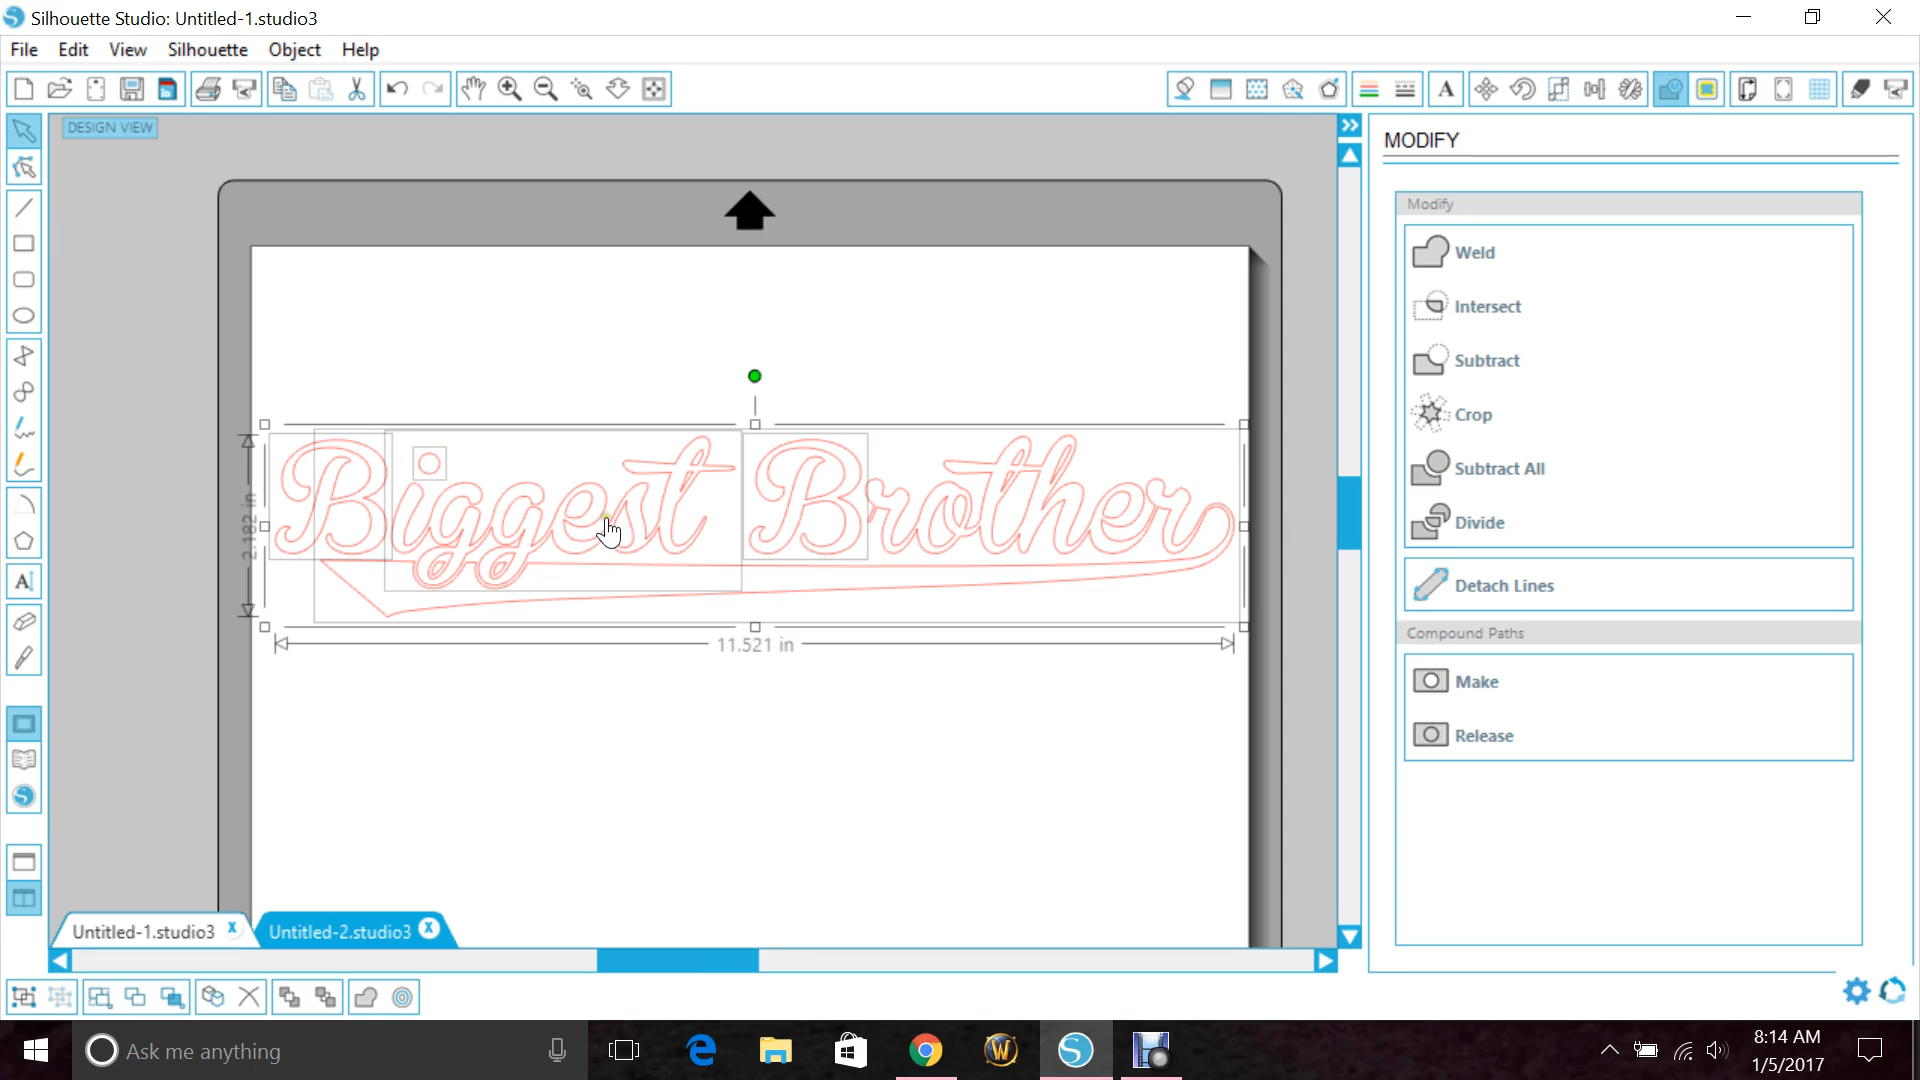 Silhouette Studio: Untitled-1.studio3
File Edit View Silhouette Object Help
A
DESIGN VIEW
MODIFY
Modify
Weld
Intersect
Subtract
Crop
Subtract All
Divide
Detach Lines
Compound Paths
Make
Release
Biggest Brother
2.182 in
11.521 in
A
Untitled-1.studio3 x
Untitled-2.studio3 x
Ask me anything
8:14 AM
1/5/2017